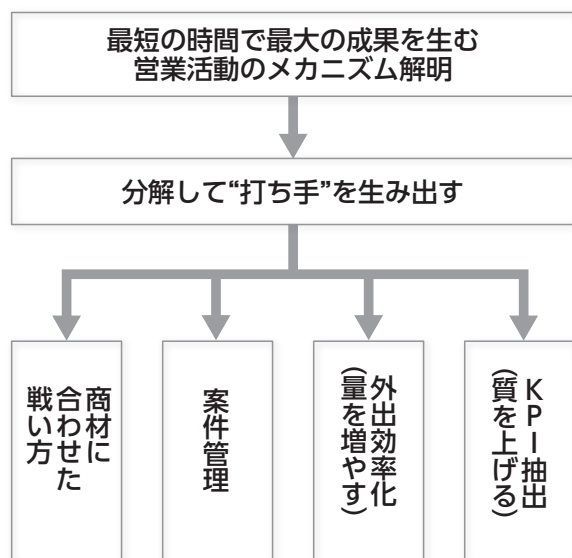 最短の時間で最大の成果を生む
営業活動のメカニズム解明
分解して“打ち手”を生み出す
商材に
合わせた
戦い方
案件管理
外出効率化
(量を増やす)
KPI抽出
(質を上げる)